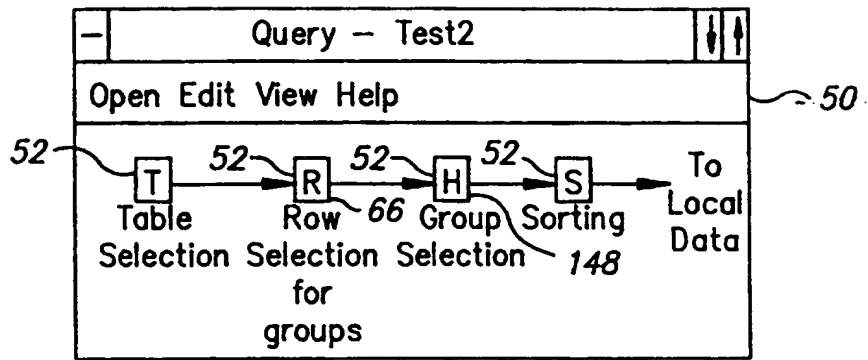 – Query – Test2
Open Edit View Help
50
52 52 52 52
T R H S
66
148
Table Selection
Row Selection for groups
Group Selection
Sorting
To Local Data